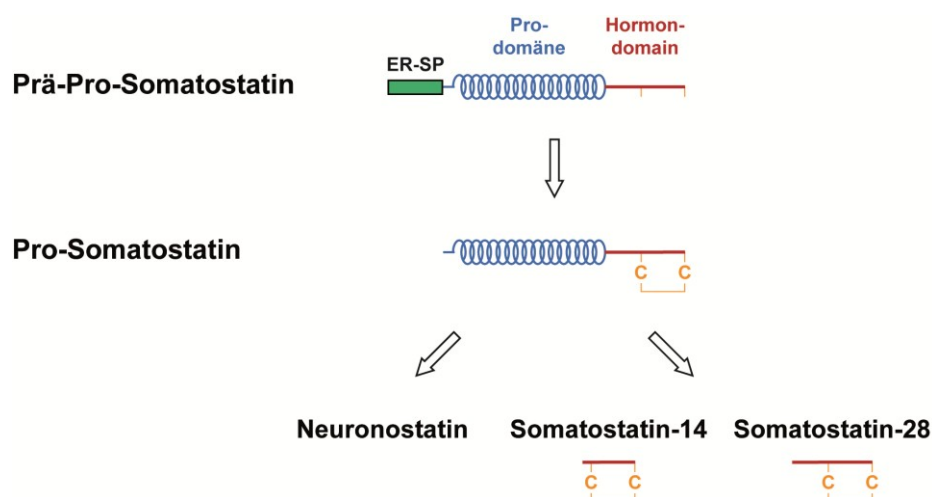 Pro-
domäne
Hormon-
domain
ER-SP
Prä-Pro-Somatostatin
Pro-Somatostatin
C C
Neuronostatin Somatostatin-14 Somatostatin-28
C C C C